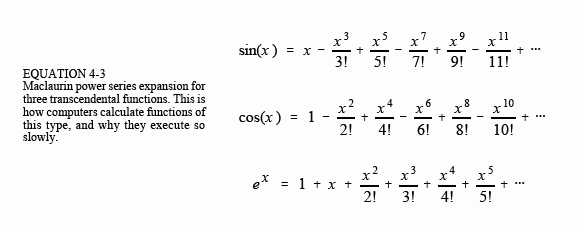 EQUATION 4-3
Maclaurin power series expansion for
three transcendental functions. This is
how computers calculate functions of
this type, and why they execute so
slowly.
sin(x) = x - x^3/3! + x^5/5! - x^7/7! + x^9/9! - x^11/11! + ...
cos(x) = 1 - x^2/2! + x^4/4! - x^6/6! + x^8/8! - x^10/10! + ...
e^x = 1 + x + x^2/2! + x^3/3! + x^4/4! + x^5/5! + ...